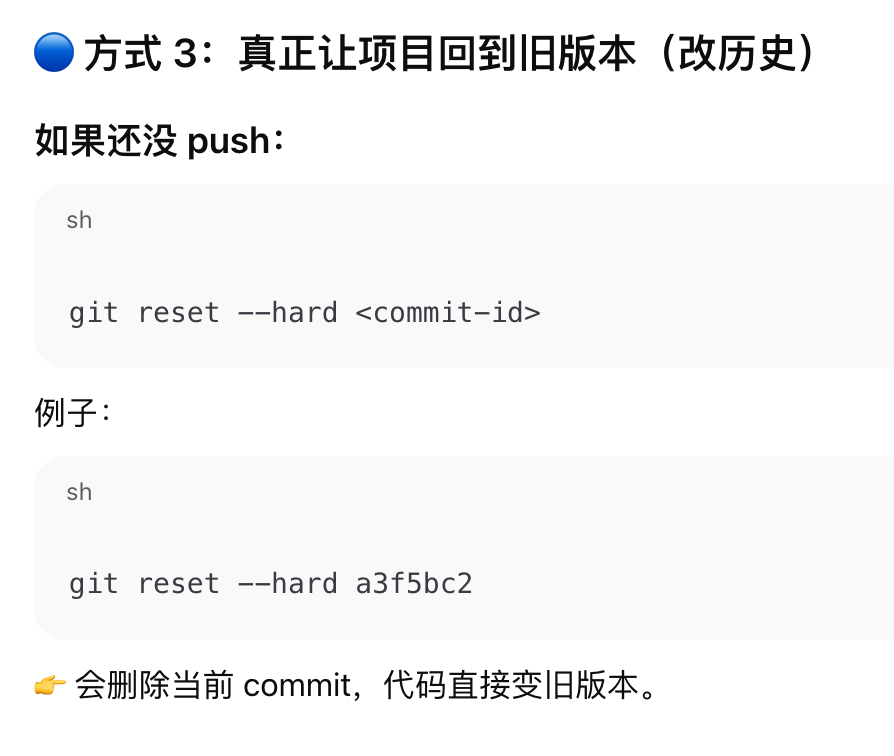 🔵 方式 3：真正让项目回到旧版本（改历史）
如果还没 push：
sh
git reset --hard <commit-id>
例子：
sh
git reset --hard a3f5bc2
👉 会删除当前 commit，代码直接变旧版本。